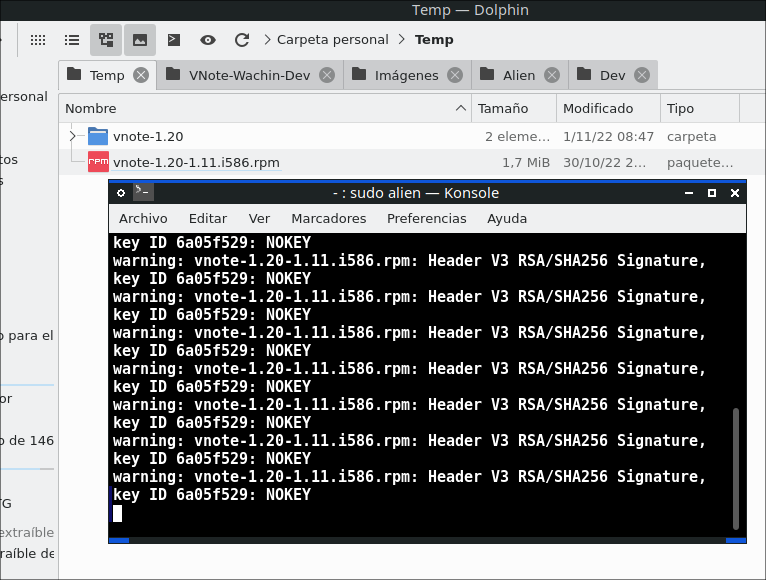 Temp — Dolphin
Carpeta personal
Temp
Temp
VNote-Wachin-Dev
Imágenes
Alien
Dev
ersonal
Nombre
Tamaño
Modificado
Tipo
vnote-1.20
2 eleme...
1/11/22 08:47
carpeta
tos
rpm
vnote-1.20-1.11.i586.rpm
1,7 MiB
30/10/22 2...
paquete...
s
- : sudo alien — Konsole
Archivo Editar Ver Marcadores Preferencias Ayuda
key ID 6a05f529: NOKEY
warning: vnote-1.20-1.11.i586.rpm: Header V3 RSA/SHA256 Signature,
key ID 6a05f529: NOKEY
warning: vnote-1.20-1.11.i586.rpm: Header V3 RSA/SHA256 Signature,
key ID 6a05f529: NOKEY
warning: vnote-1.20-1.11.i586.rpm: Header V3 RSA/SHA256 Signature,
key ID 6a05f529: NOKEY
warning: vnote-1.20-1.11.i586.rpm: Header V3 RSA/SHA256 Signature,
key ID 6a05f529: NOKEY
warning: vnote-1.20-1.11.i586.rpm: Header V3 RSA/SHA256 Signature,
key ID 6a05f529: NOKEY
warning: vnote-1.20-1.11.i586.rpm: Header V3 RSA/SHA256 Signature,
key ID 6a05f529: NOKEY
warning: vnote-1.20-1.11.i586.rpm: Header V3 RSA/SHA256 Signature,
key ID 6a05f529: NOKEY
o para el
or
o de 146
TG
extraíble
raíble de